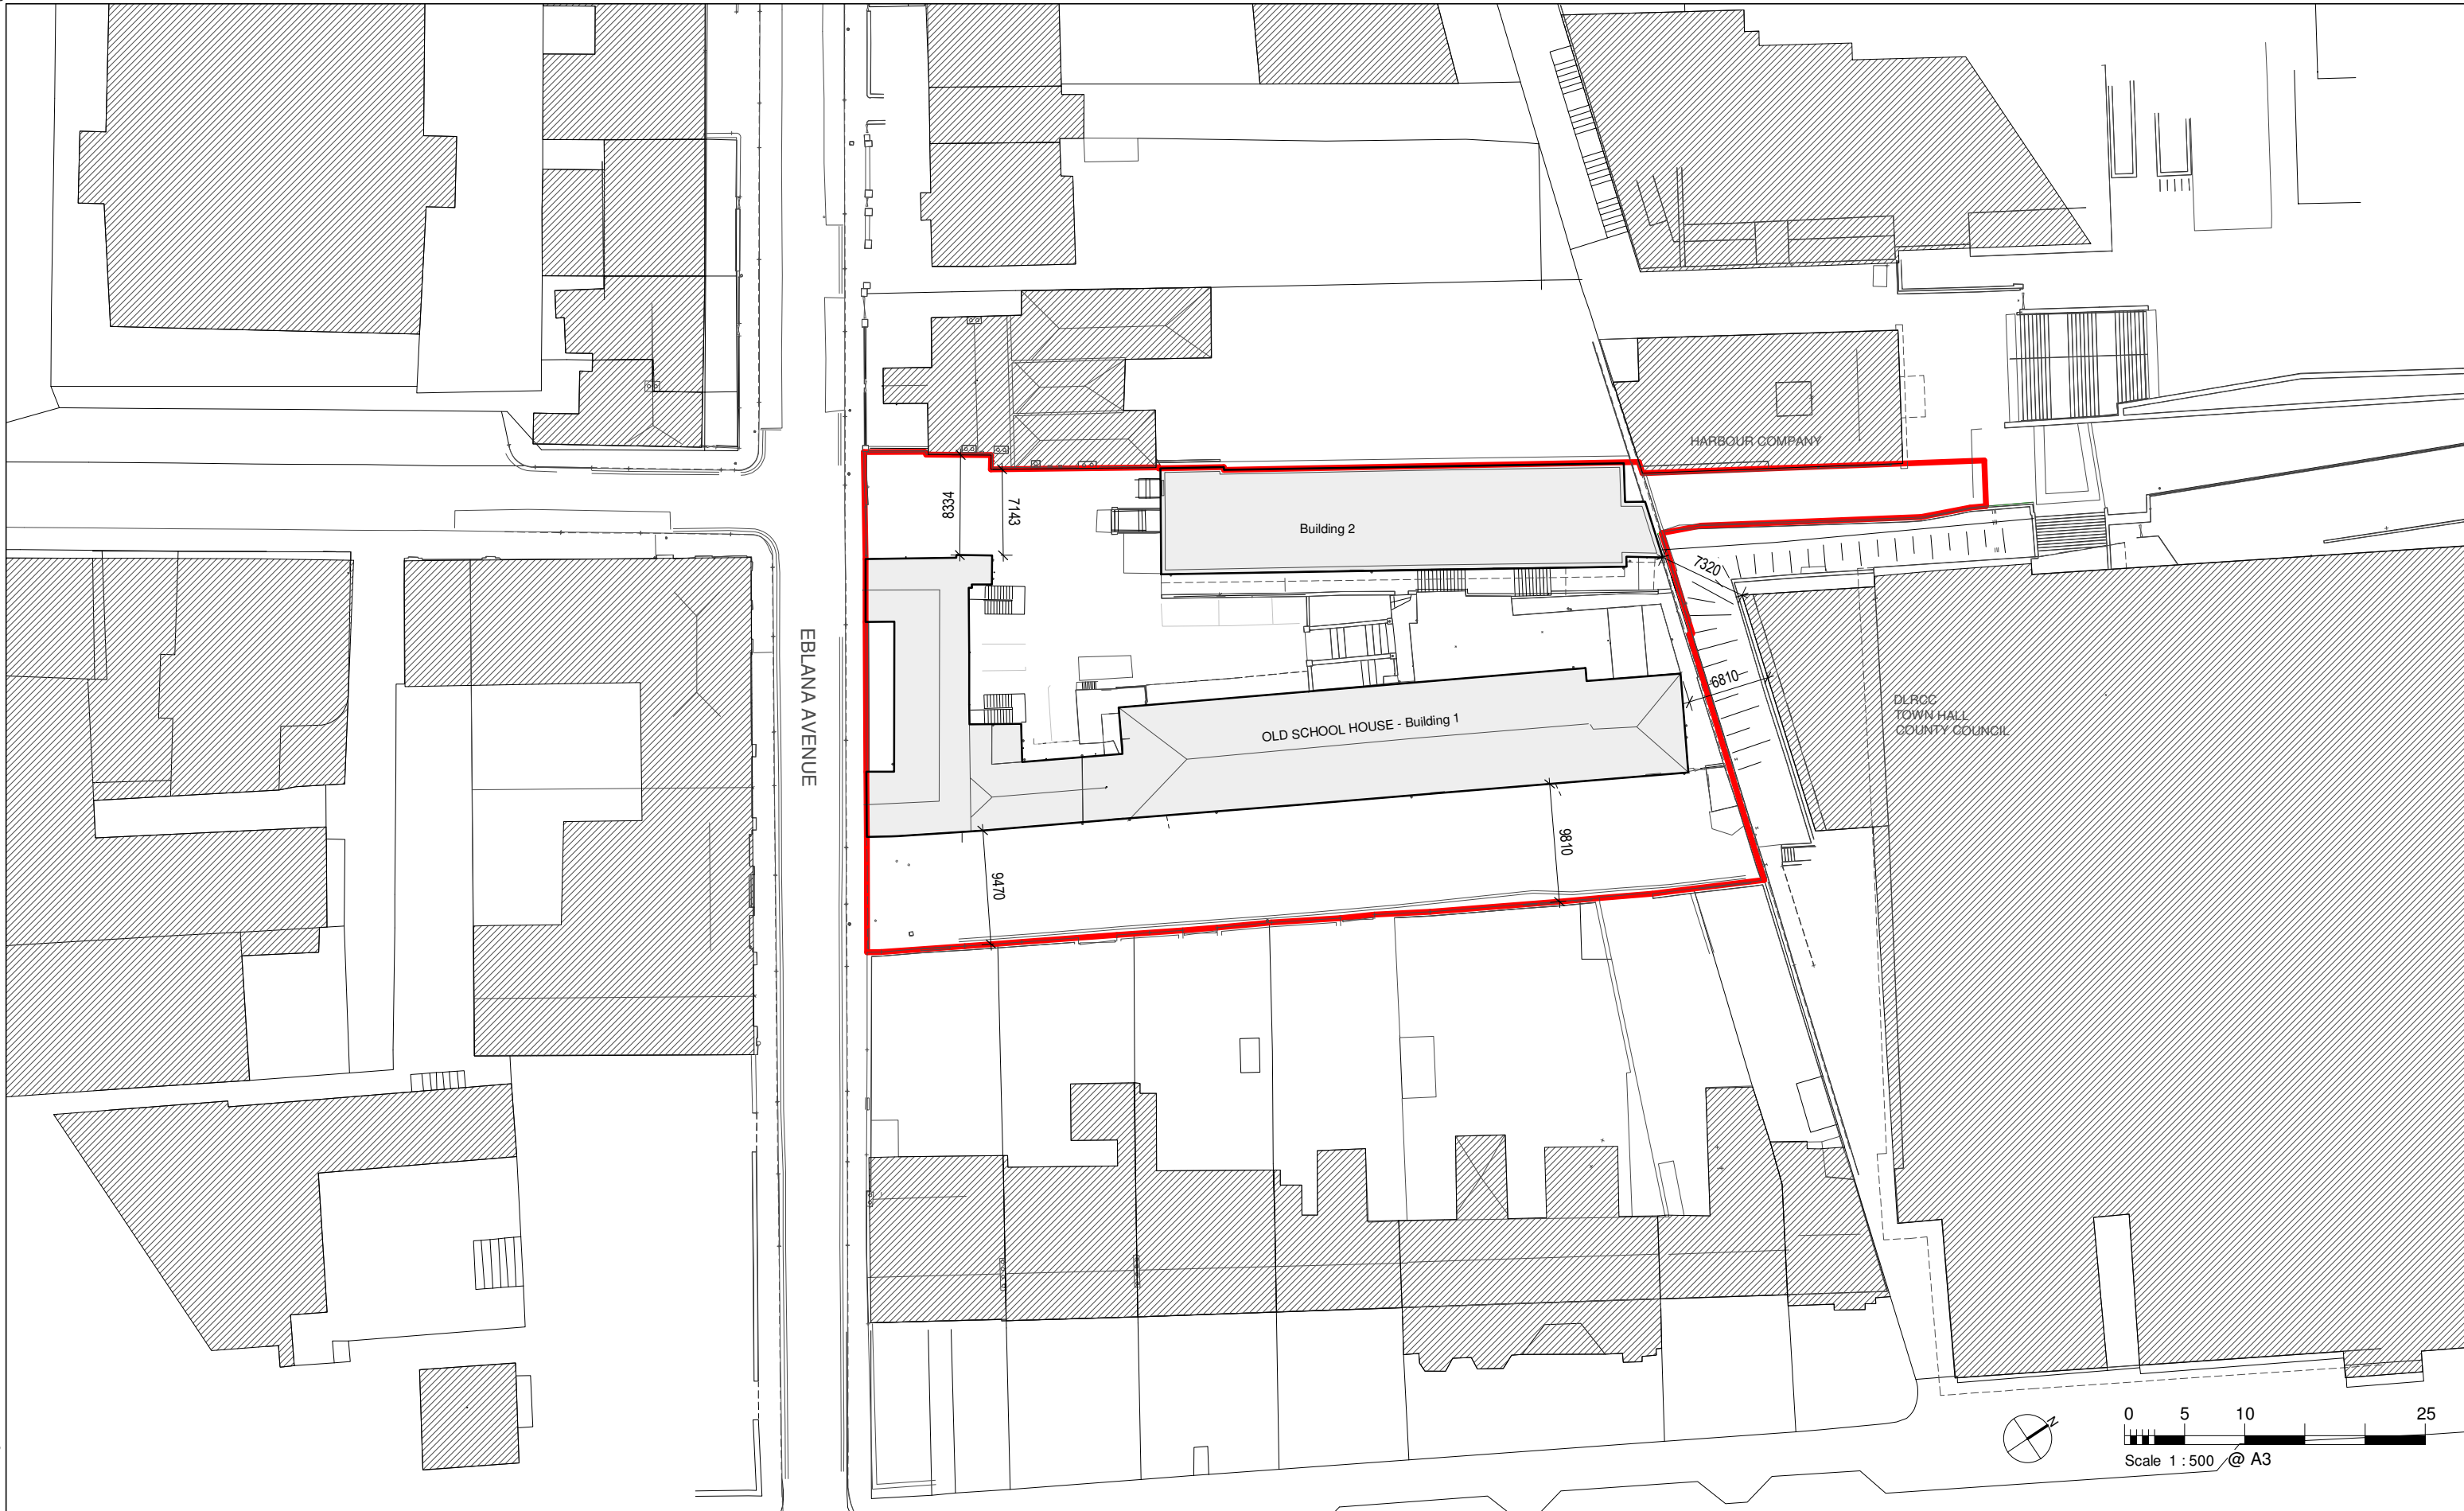 HARBOUR COMPANY
8334
7143
Building 2
7320
EBLANA AVENUE
6810
DLRCC
TOWN HALL
COUNTY COUNCIL
OLD SCHOOL HOUSE - Building 1
9810
9470
N
0 5 10 25
Scale 1 : 500 @ A3